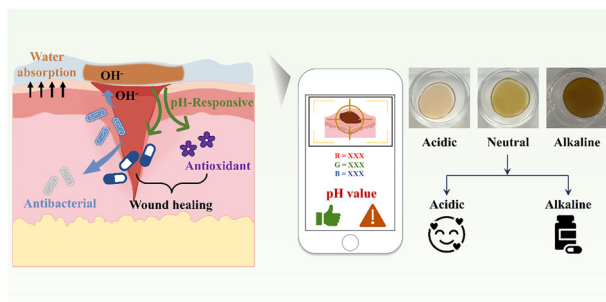 Water
absorption
OH-
OH-
pH-Responsive
Antioxidant
Antibacterial
Wound healing
R = XXX
G = XXX
B = XXX
pH value
Acidic
Neutral
Alkaline
Acidic
Alkaline